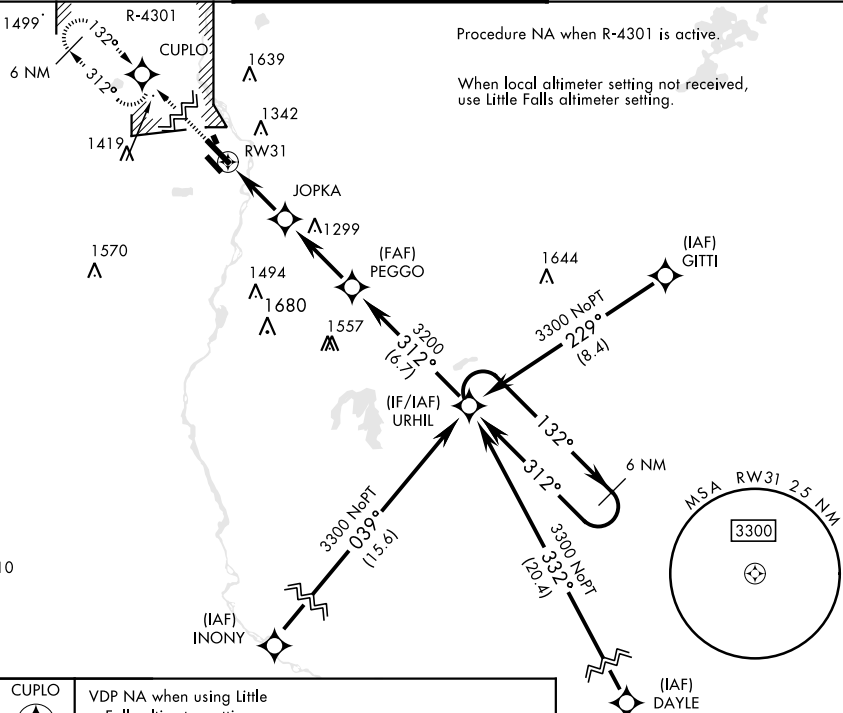 1499
R-4301
132°
CUPLO
6 NM
312°
1639
1342
1419
RW31
Procedure NA when R-4301 is active.
When local altimeter setting not received,
use Little Falls altimeter setting.
JOPKA
1299
1570
(FAF)
PEGGO
1494
1680
1557
1644
(IAF)
GITTI
3300 NoPT
229°
(8.4)
3200
312°
(6.7)
(IF/IAF)
URHIL
132°
312°
6 NM
3300 NoPT
039°
(15.6)
3300 NoPT
332°
(20.4)
MSA RW31 25 NM
3300
10
(IAF)
INONY
(IAF)
DAYLE
CUPLO
VDP NA when using Little
Falls altimeter setting